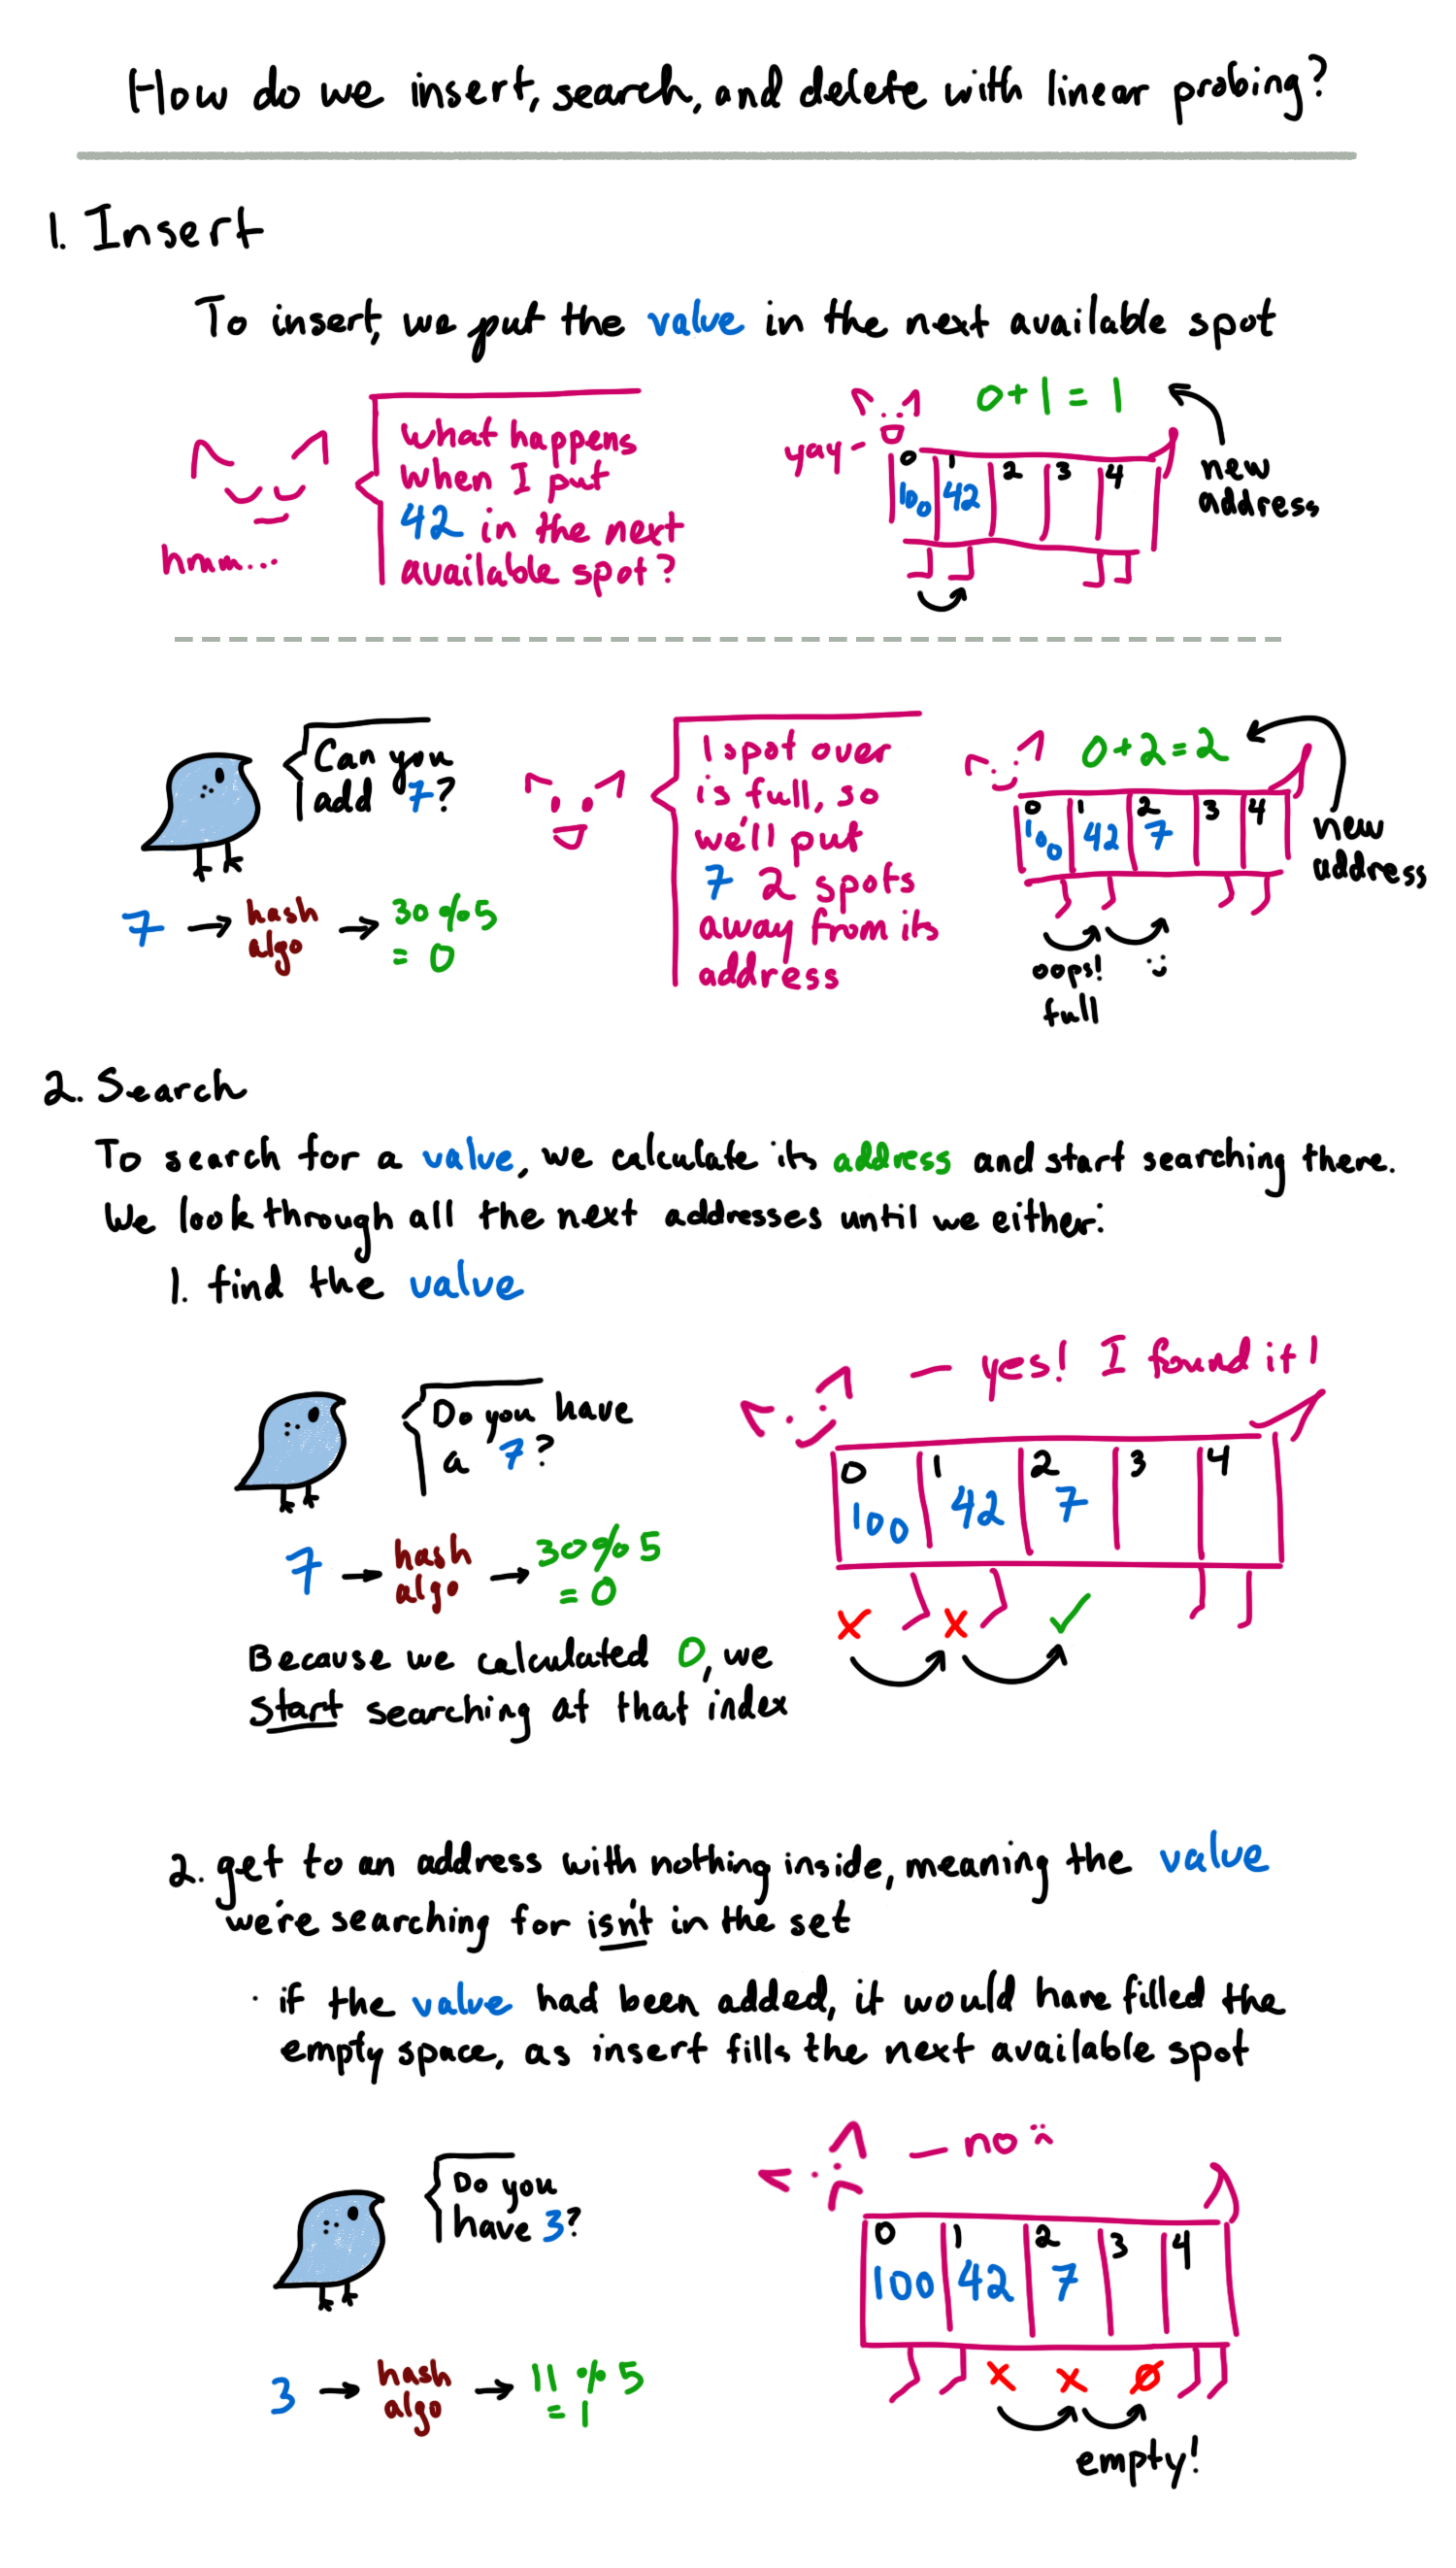 How do we insert, search, and delete with linear probing?
1. Insert
To insert, we put the value in the next available spot
hmm...
what happens
when I put
42 in the next
available spot?
yay -
0+1 = 1
new
address
0 1 2 3 4
100 42
Can you
add 7?
7 → hash
algo → 30 % 5
= 0
1 spot over
is full, so
we'll put
7 2 spots
away from its
address
0+2=2
new
address
0 1 2 3 4
100 42 7
oops!
full
:)
2. Search
To search for a value, we calculate its address and start searching there.
We look through all the next addresses until we either:
1. find the value
Do you have
a 7?
7 → hash
algo → 30 % 5
= 0
Because we calculated 0, we
start searching at that index
— yes! I found it!
0 1 2 3 4
100 42 7
2. get to an address with nothing inside, meaning the value
we're searching for isn't in the set
· if the value had been added, it would have filled the
empty space, as insert fills the next available spot
Do you
have 3?
3 → hash
algo → 11 % 5
= 1
— no :(
0 1 2 3 4
100 42 7
empty!